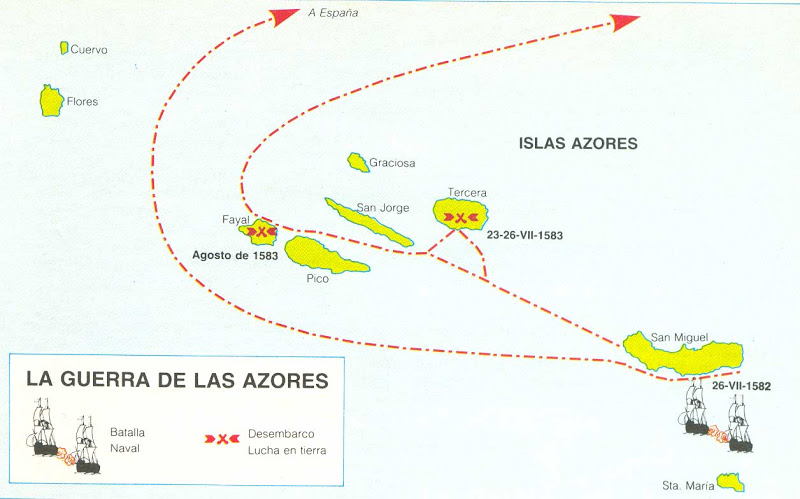 A España
Cuervo
Flores
ISLAS AZORES
Graciosa
Tercera
San Jorge
Fayal
23-26-VII-1583
Agosto de 1583
Pico
San Miguel
LA GUERRA DE LAS AZORES
26-VII-1582
Batalla
Naval
Desembarco
Lucha en tierra
Sta. María